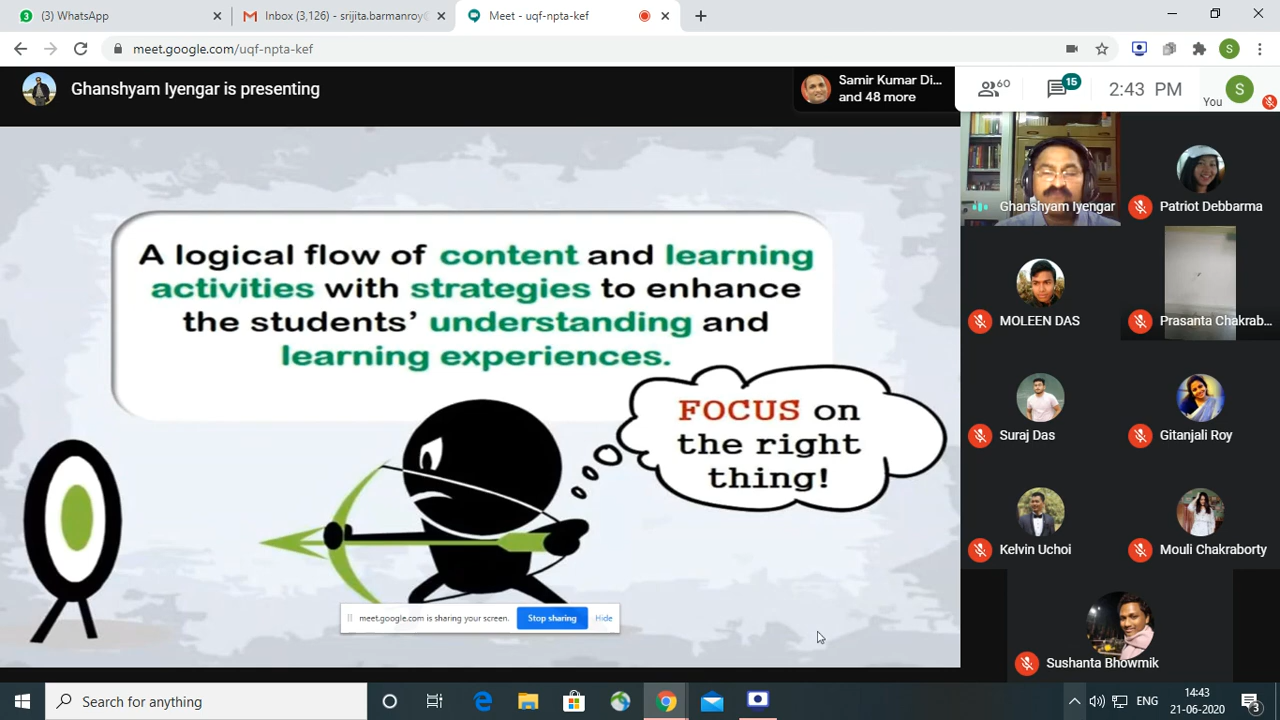 (3) WhatsApp
Inbox (3,126) - srijita.barmanroy@
Meet - uqf-npta-kef
meet.google.com/uqf-npta-kef
S
Ghanshyam Iyengar is presenting
Samir Kumar Di...
and 48 more
60
15
2:43 PM
You
S
A logical flow of content and learning
activities with strategies to enhance
the students’ understanding and
learning experiences.
FOCUS on
the right
thing!
meet.google.com is sharing your screen.
Stop sharing
Hide
Ghanshyam Iyengar
Patriot Debbarma
MOLEEN DAS
Prasanta Chakrab...
Suraj Das
Gitanjali Roy
Kelvin Uchoi
Mouli Chakraborty
Sushanta Bhowmik
Search for anything
ENG
14:43
21-06-2020
3